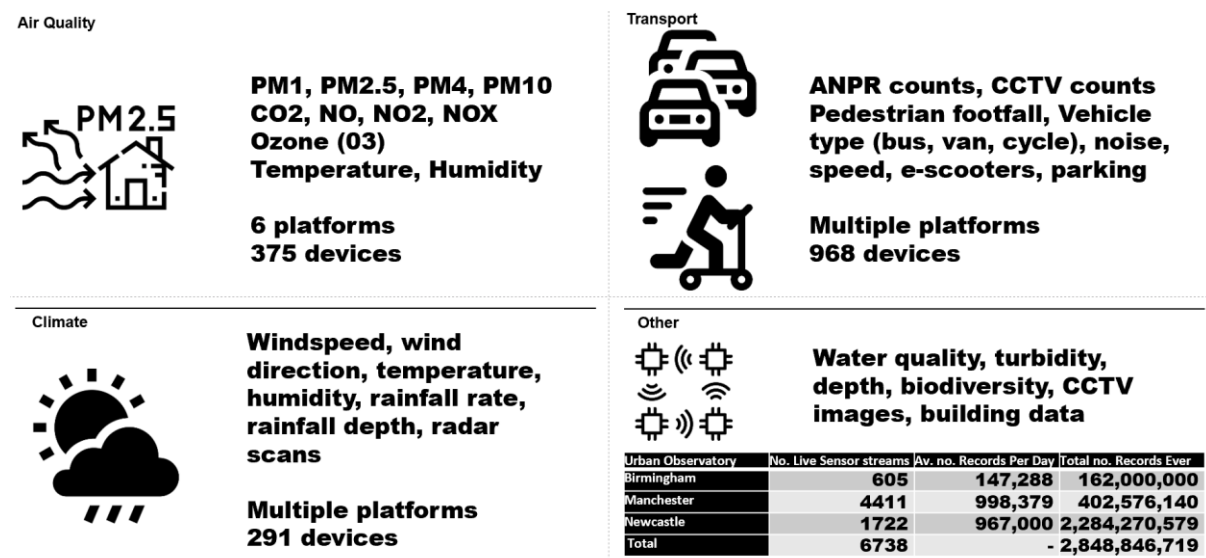 Air Quality
PM2.5
PM1, PM2.5, PM4, PM10
CO2, NO, NO2, NOX
Ozone (03)
Temperature, Humidity
6 platforms
375 devices
Transport
ANPR counts, CCTV counts
Pedestrian footfall, Vehicle
type (bus, van, cycle), noise,
speed, e-scooters, parking
Multiple platforms
968 devices
Climate
Windspeed, wind
direction, temperature,
humidity, rainfall rate,
rainfall depth, radar
scans
Multiple platforms
291 devices
Other
Water quality, turbidity,
depth, biodiversity, CCTV
images, building data
Urban Observatory No. Live Sensor streams Av. no. Records Per Day Total no. Records Ever
Birmingham 605 147,288 162,000,000
Manchester 4411 998,379 402,576,140
Newcastle 1722 967,000 2,284,270,579
Total 6738 - 2,848,846,719